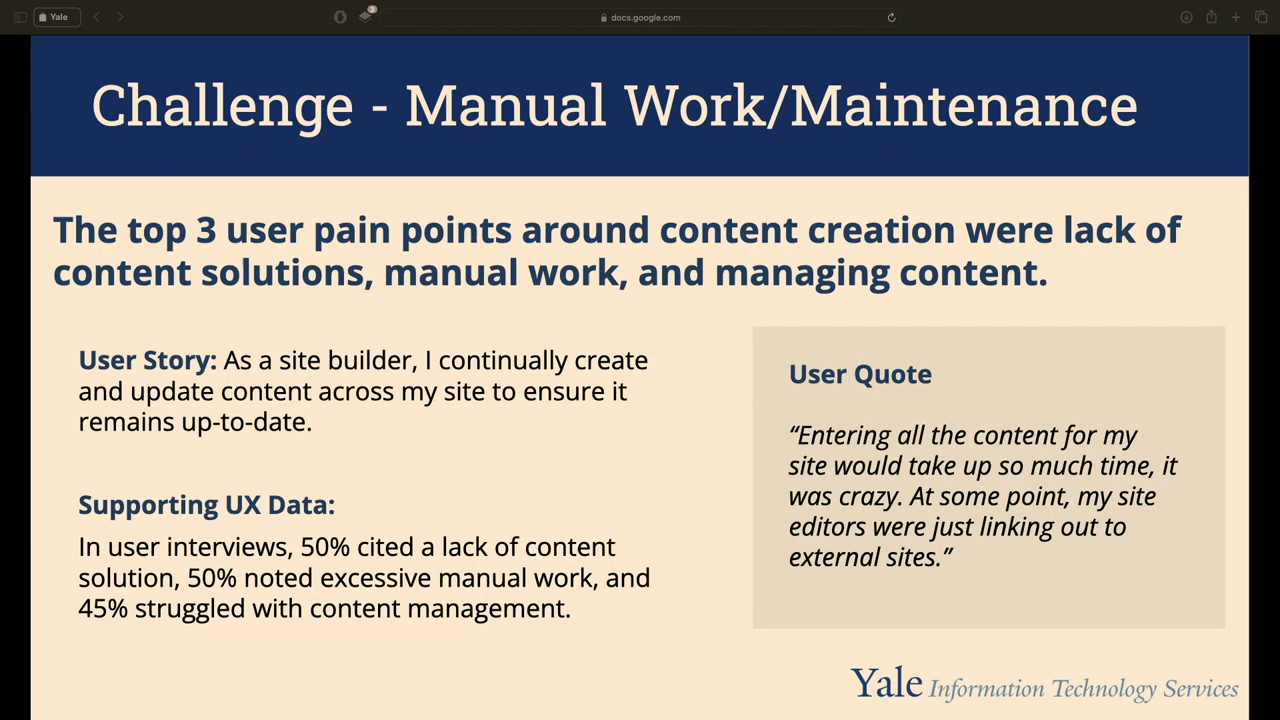 Yale
3
docs.google.com
Challenge - Manual Work/Maintenance
The top 3 user pain points around content creation were lack of
content solutions, manual work, and managing content.
User Story: As a site builder, I continually create
and update content across my site to ensure it
remains up-to-date.
Supporting UX Data:
In user interviews, 50% cited a lack of content
solution, 50% noted excessive manual work, and
45% struggled with content management.
User Quote
“Entering all the content for my
site would take up so much time, it
was crazy. At some point, my site
editors were just linking out to
external sites.”
Yale Information Technology Services